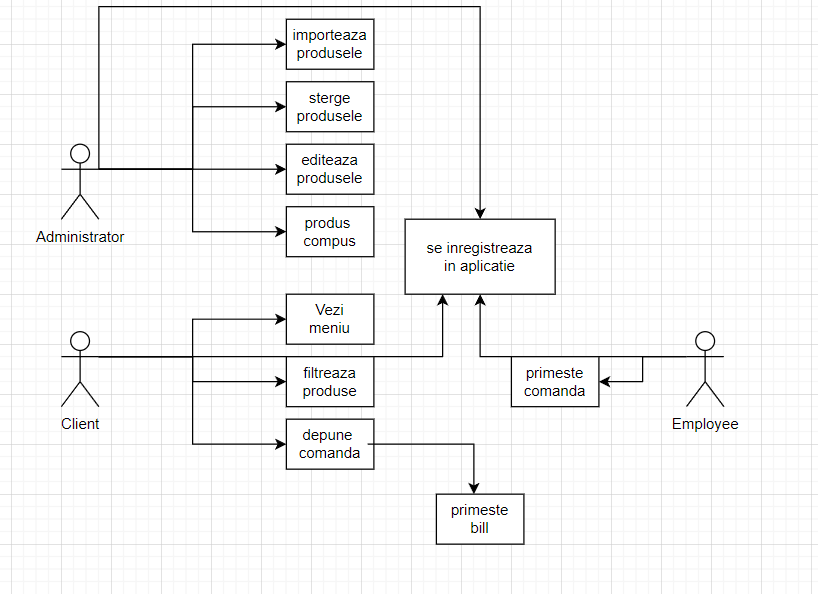 importeaza
produsele
sterge
produsele
editeaza
produsele
Administrator
produs
compus
se inregistreaza
in aplicatie
Vezi
meniu
filtreaza
produse
primeste
comanda
Client
Employee
depune
comanda
primeste
bill